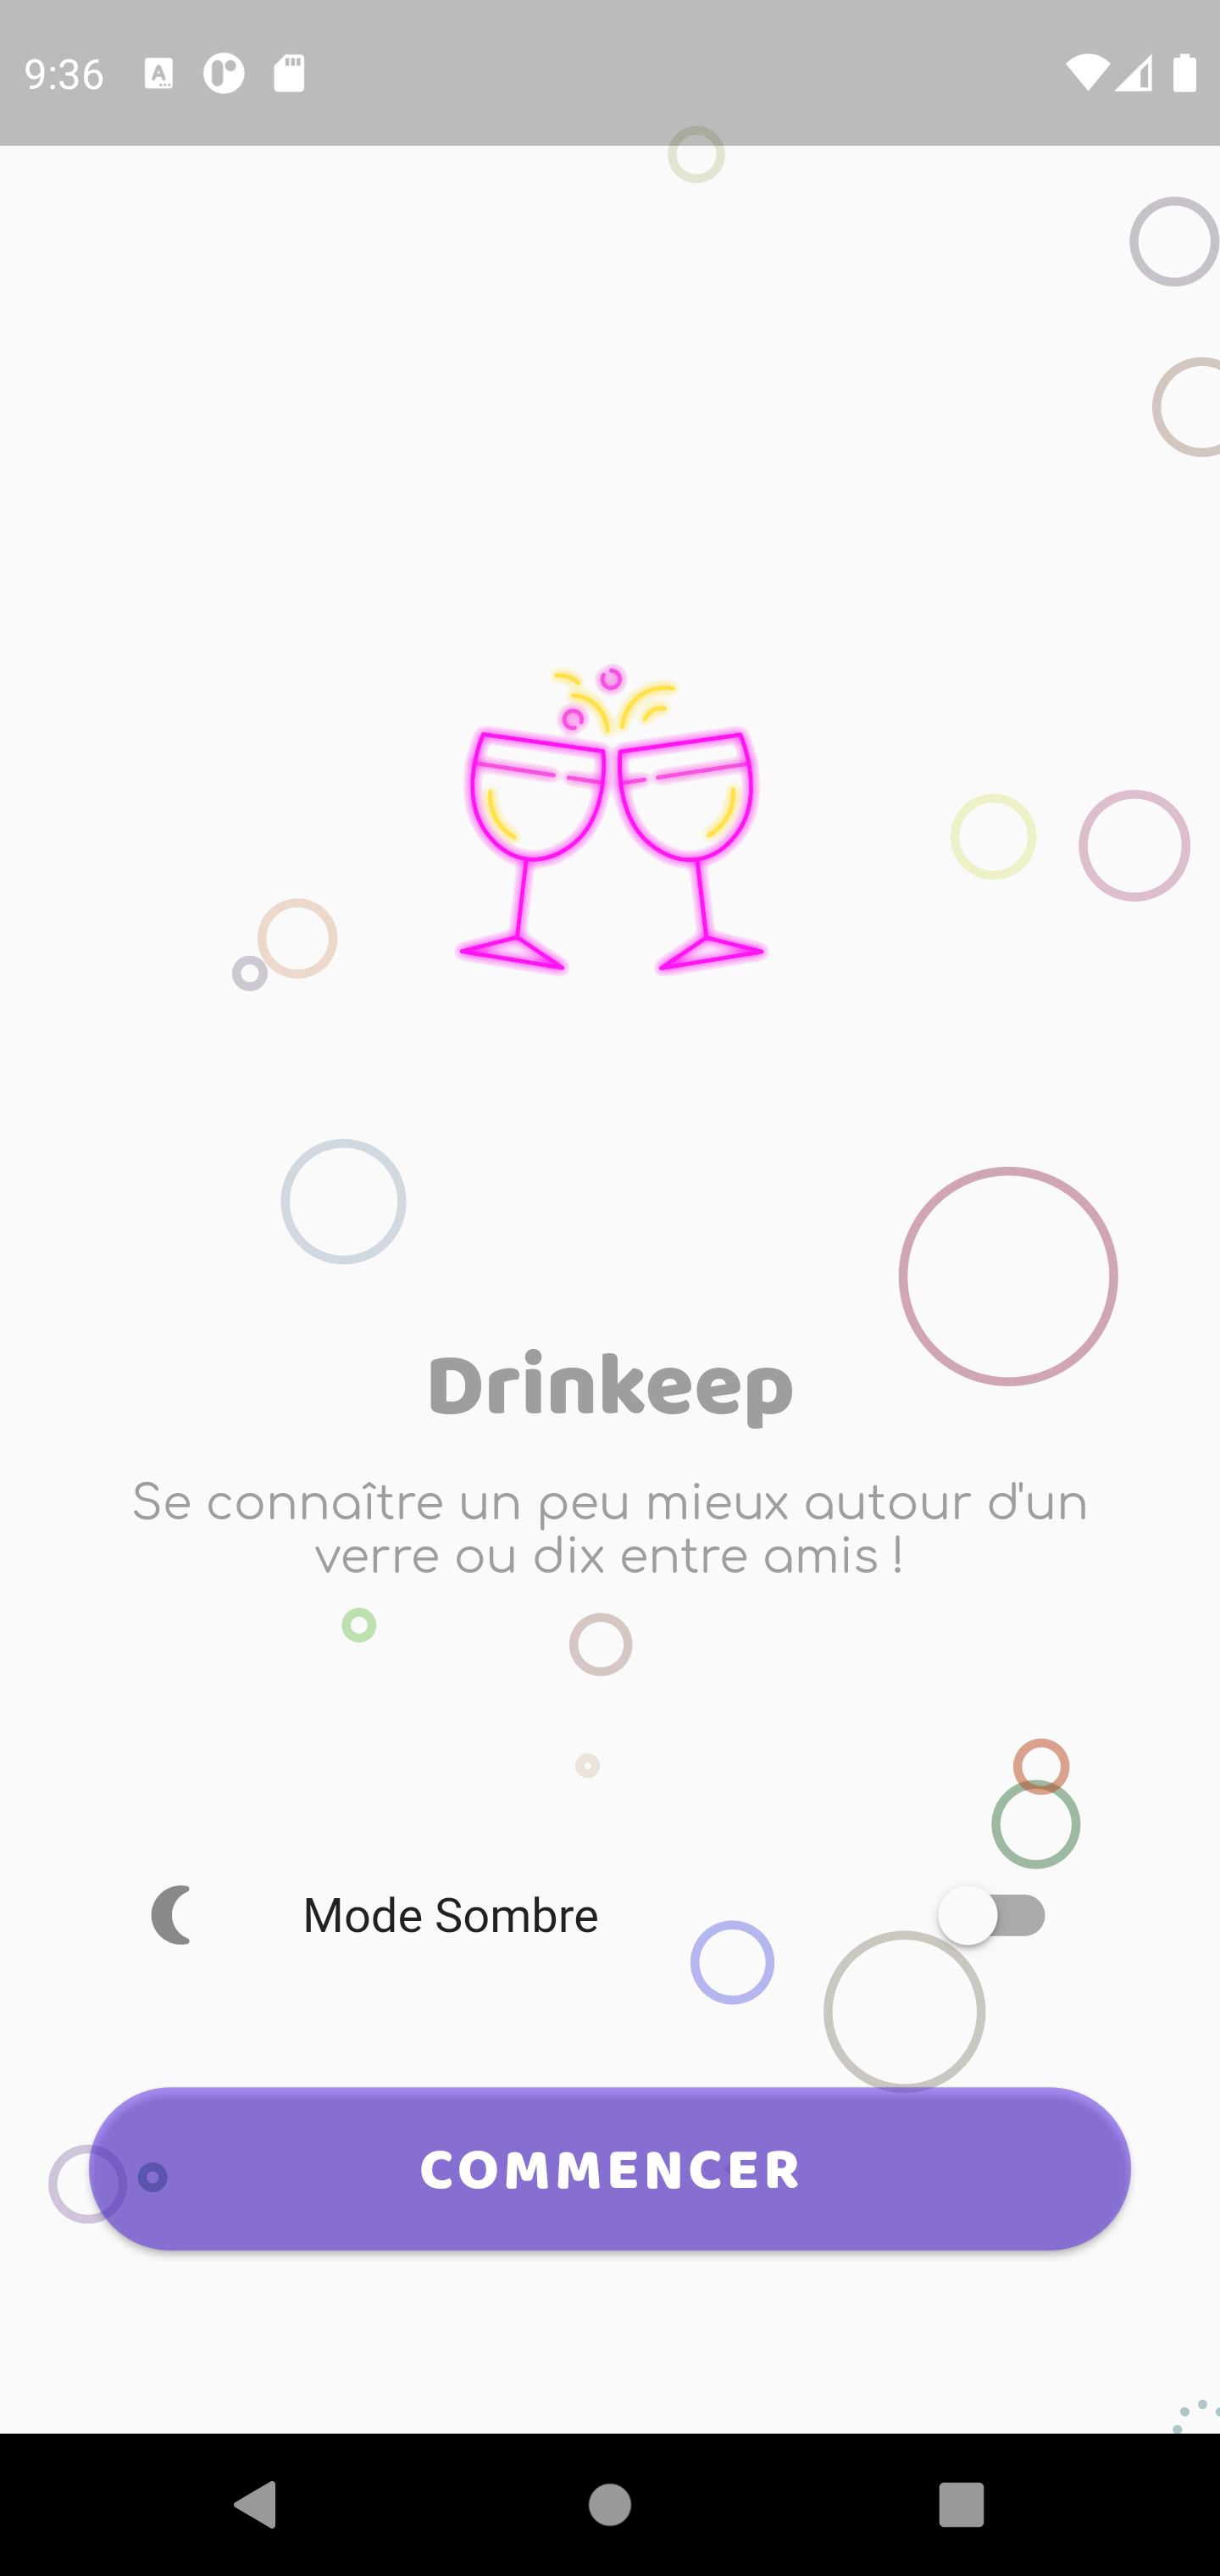 9:36
Drinkeep
Se connaître un peu mieux autour d'un
verre ou dix entre amis !
Mode Sombre
COMMENCER